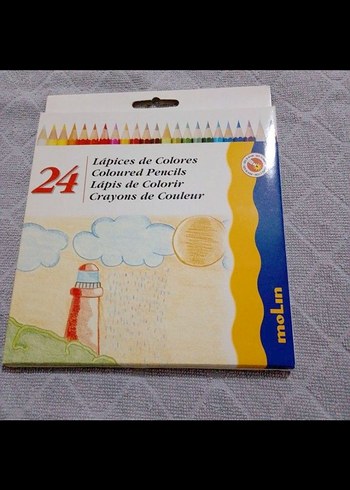 24
Lápices de Colores
Coloured Pencils
Lápis de Colorir
Crayons de Couleur
moLin